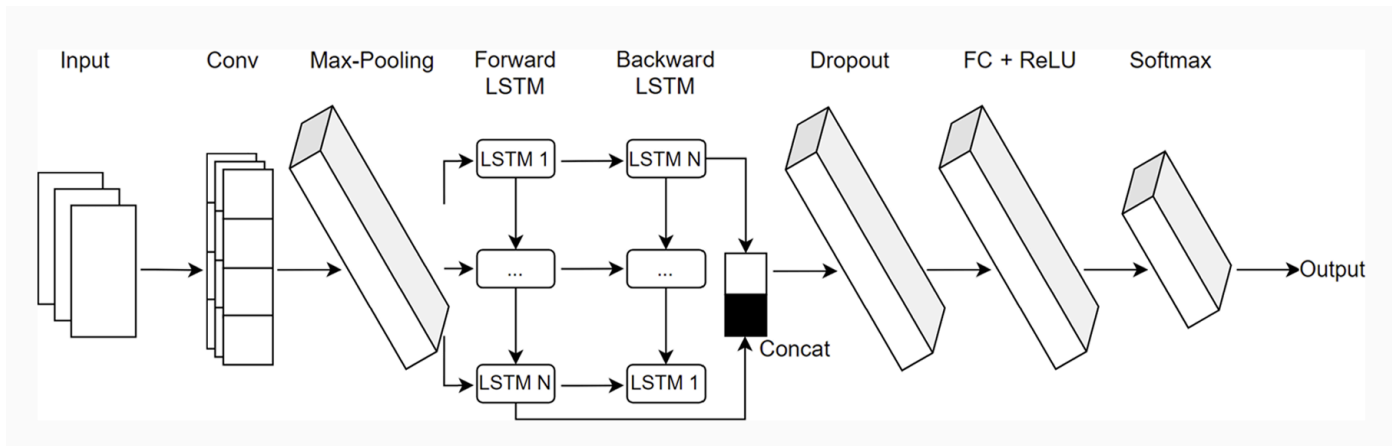 Input
Conv
Max-Pooling
Forward
LSTM
Backward
LSTM
Dropout
FC + ReLU
Softmax
LSTM 1
LSTM N
...
...
Output
Concat
LSTM N
LSTM 1